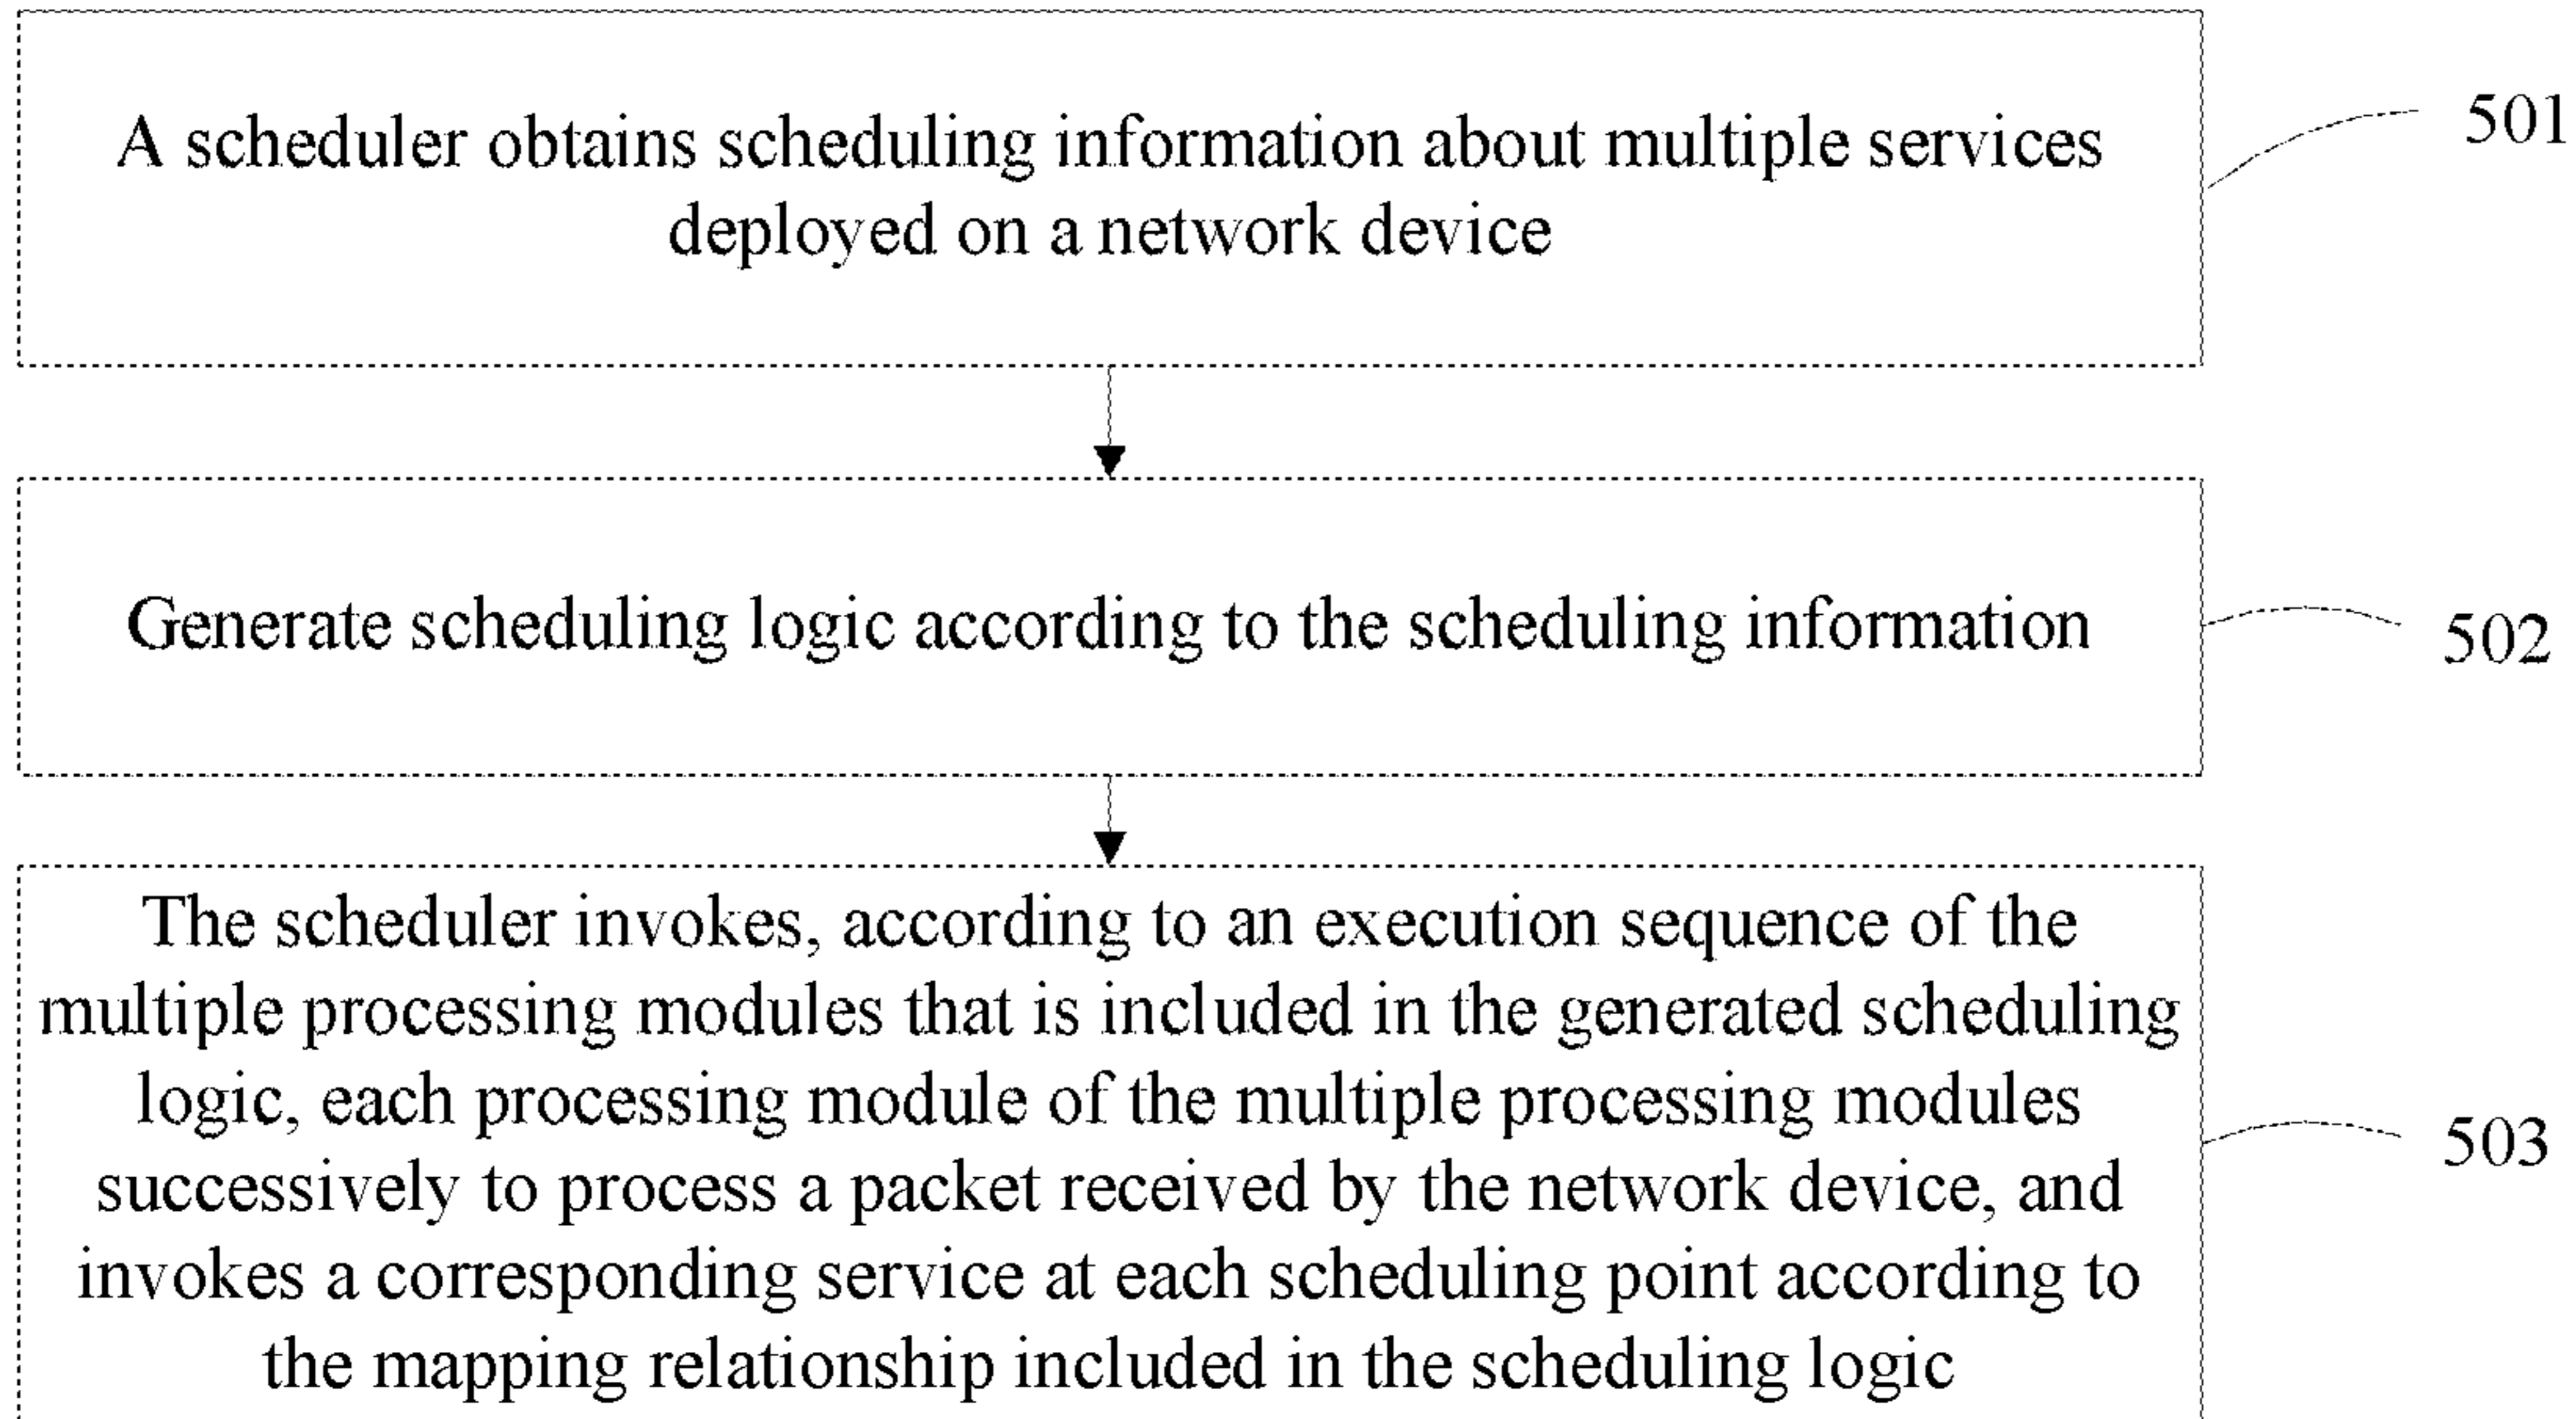 A scheduler obtains scheduling information about multiple services
deployed on a network device
501
Generate scheduling logic according to the scheduling information
502
The scheduler invokes, according to an execution sequence of the
multiple processing modules that is included in the generated scheduling
logic, each processing module of the multiple processing modules
successively to process a packet received by the network device, and
invokes a corresponding service at each scheduling point according to
the mapping relationship included in the scheduling logic
503